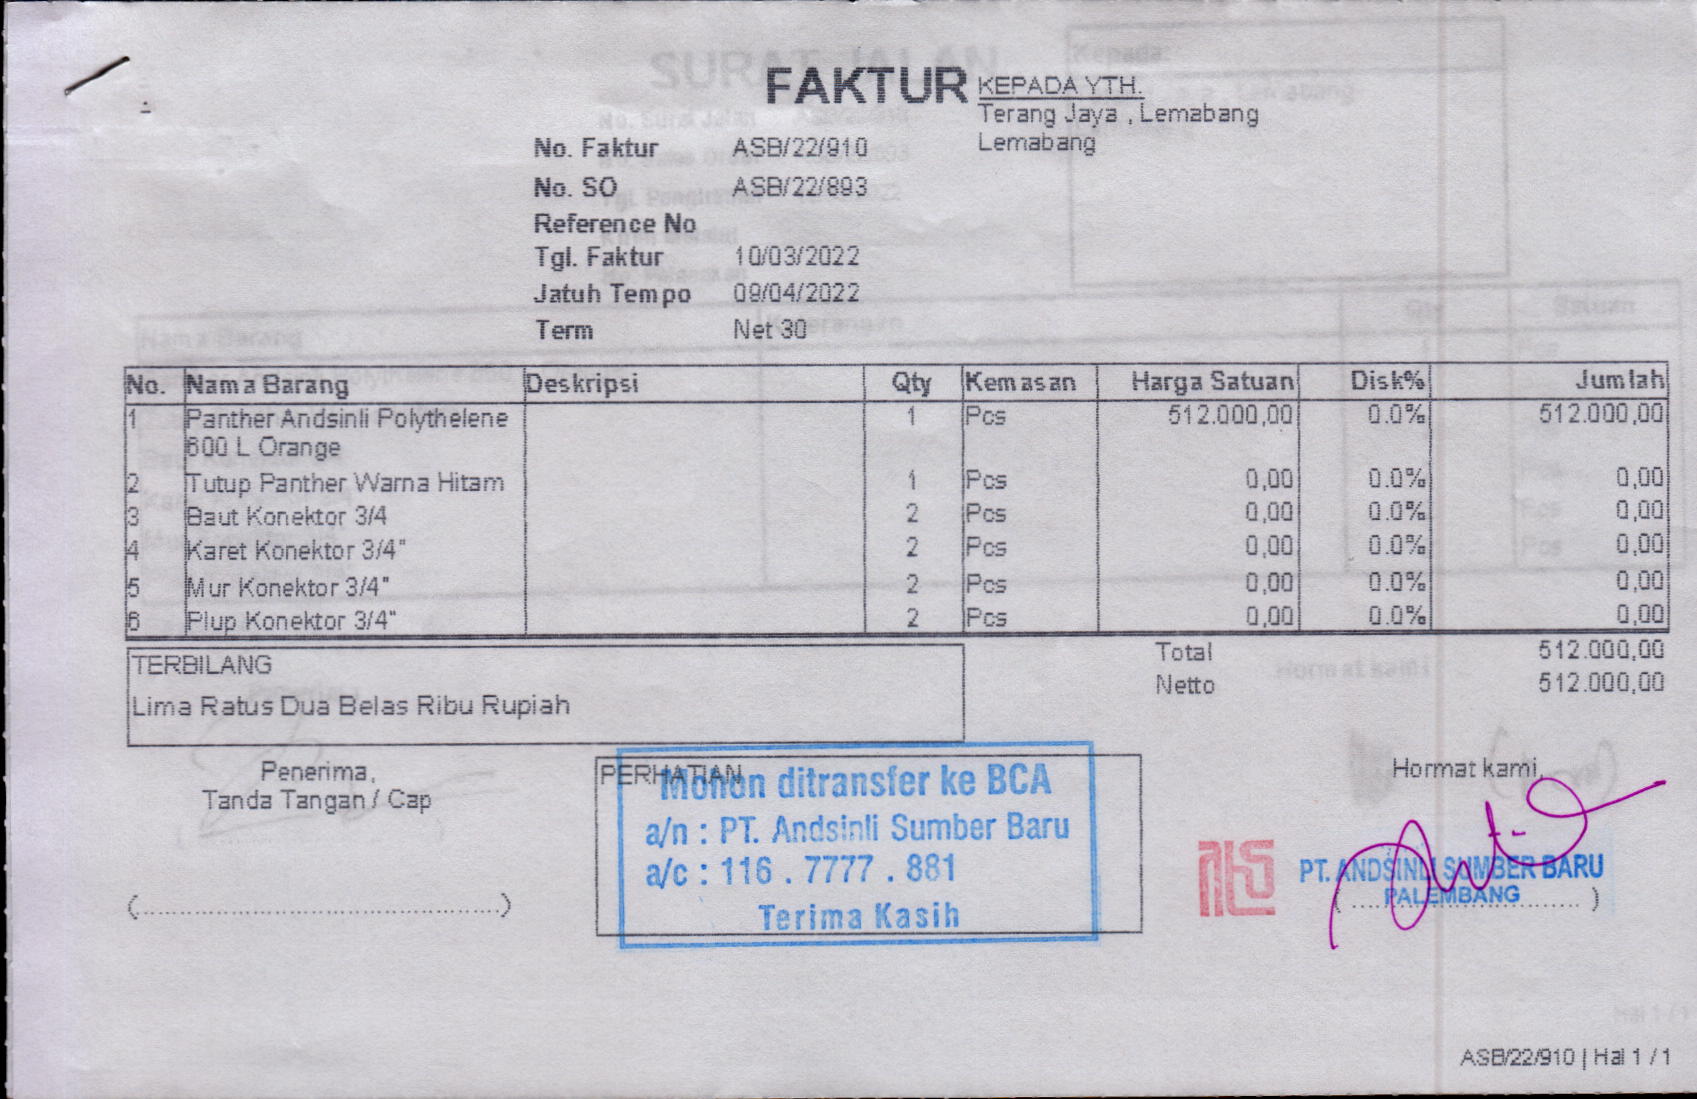 FAKTUR
KEPADA YTH.
Terang Jaya , Lemabang
Lemabang
No. Faktur ASB/22/910
No. SO ASB/22/893
Reference No
Tgl. Faktur 10/03/2022
Jatuh Tempo 09/04/2022
Term Net 30
No. Nama Barang Deskripsi Qty Kemasan Harga Satuan Disk% Jumlah
1 Panther Andsinli Polythelene 1 Pcs 512.000,00 0.0% 512.000,00
600 L Orange
2 Tutup Panther Warna Hitam 1 Pcs 0,00 0.0% 0,00
3 Baut Konektor 3/4 2 Pcs 0,00 0.0% 0,00
4 Karet Konektor 3/4" 2 Pcs 0,00 0.0% 0,00
5 Mur Konektor 3/4" 2 Pcs 0,00 0.0% 0,00
6 Plup Konektor 3/4" 2 Pcs 0,00 0.0% 0,00
Total 512.000,00
Netto 512.000,00
TERBILANG
Lima Ratus Dua Belas Ribu Rupiah
Penerima,
Tanda Tangan / Cap
(........................................)
PERHATIAN
Mohon ditransfer ke BCA
a/n : PT. Andsinli Sumber Baru
a/c : 116 . 7777 . 881
Terima Kasih
Hormat kami,
PT. ANDSINLI SUMBER BARU
PALEMBANG
ASB/22/910 | Hal 1 / 1